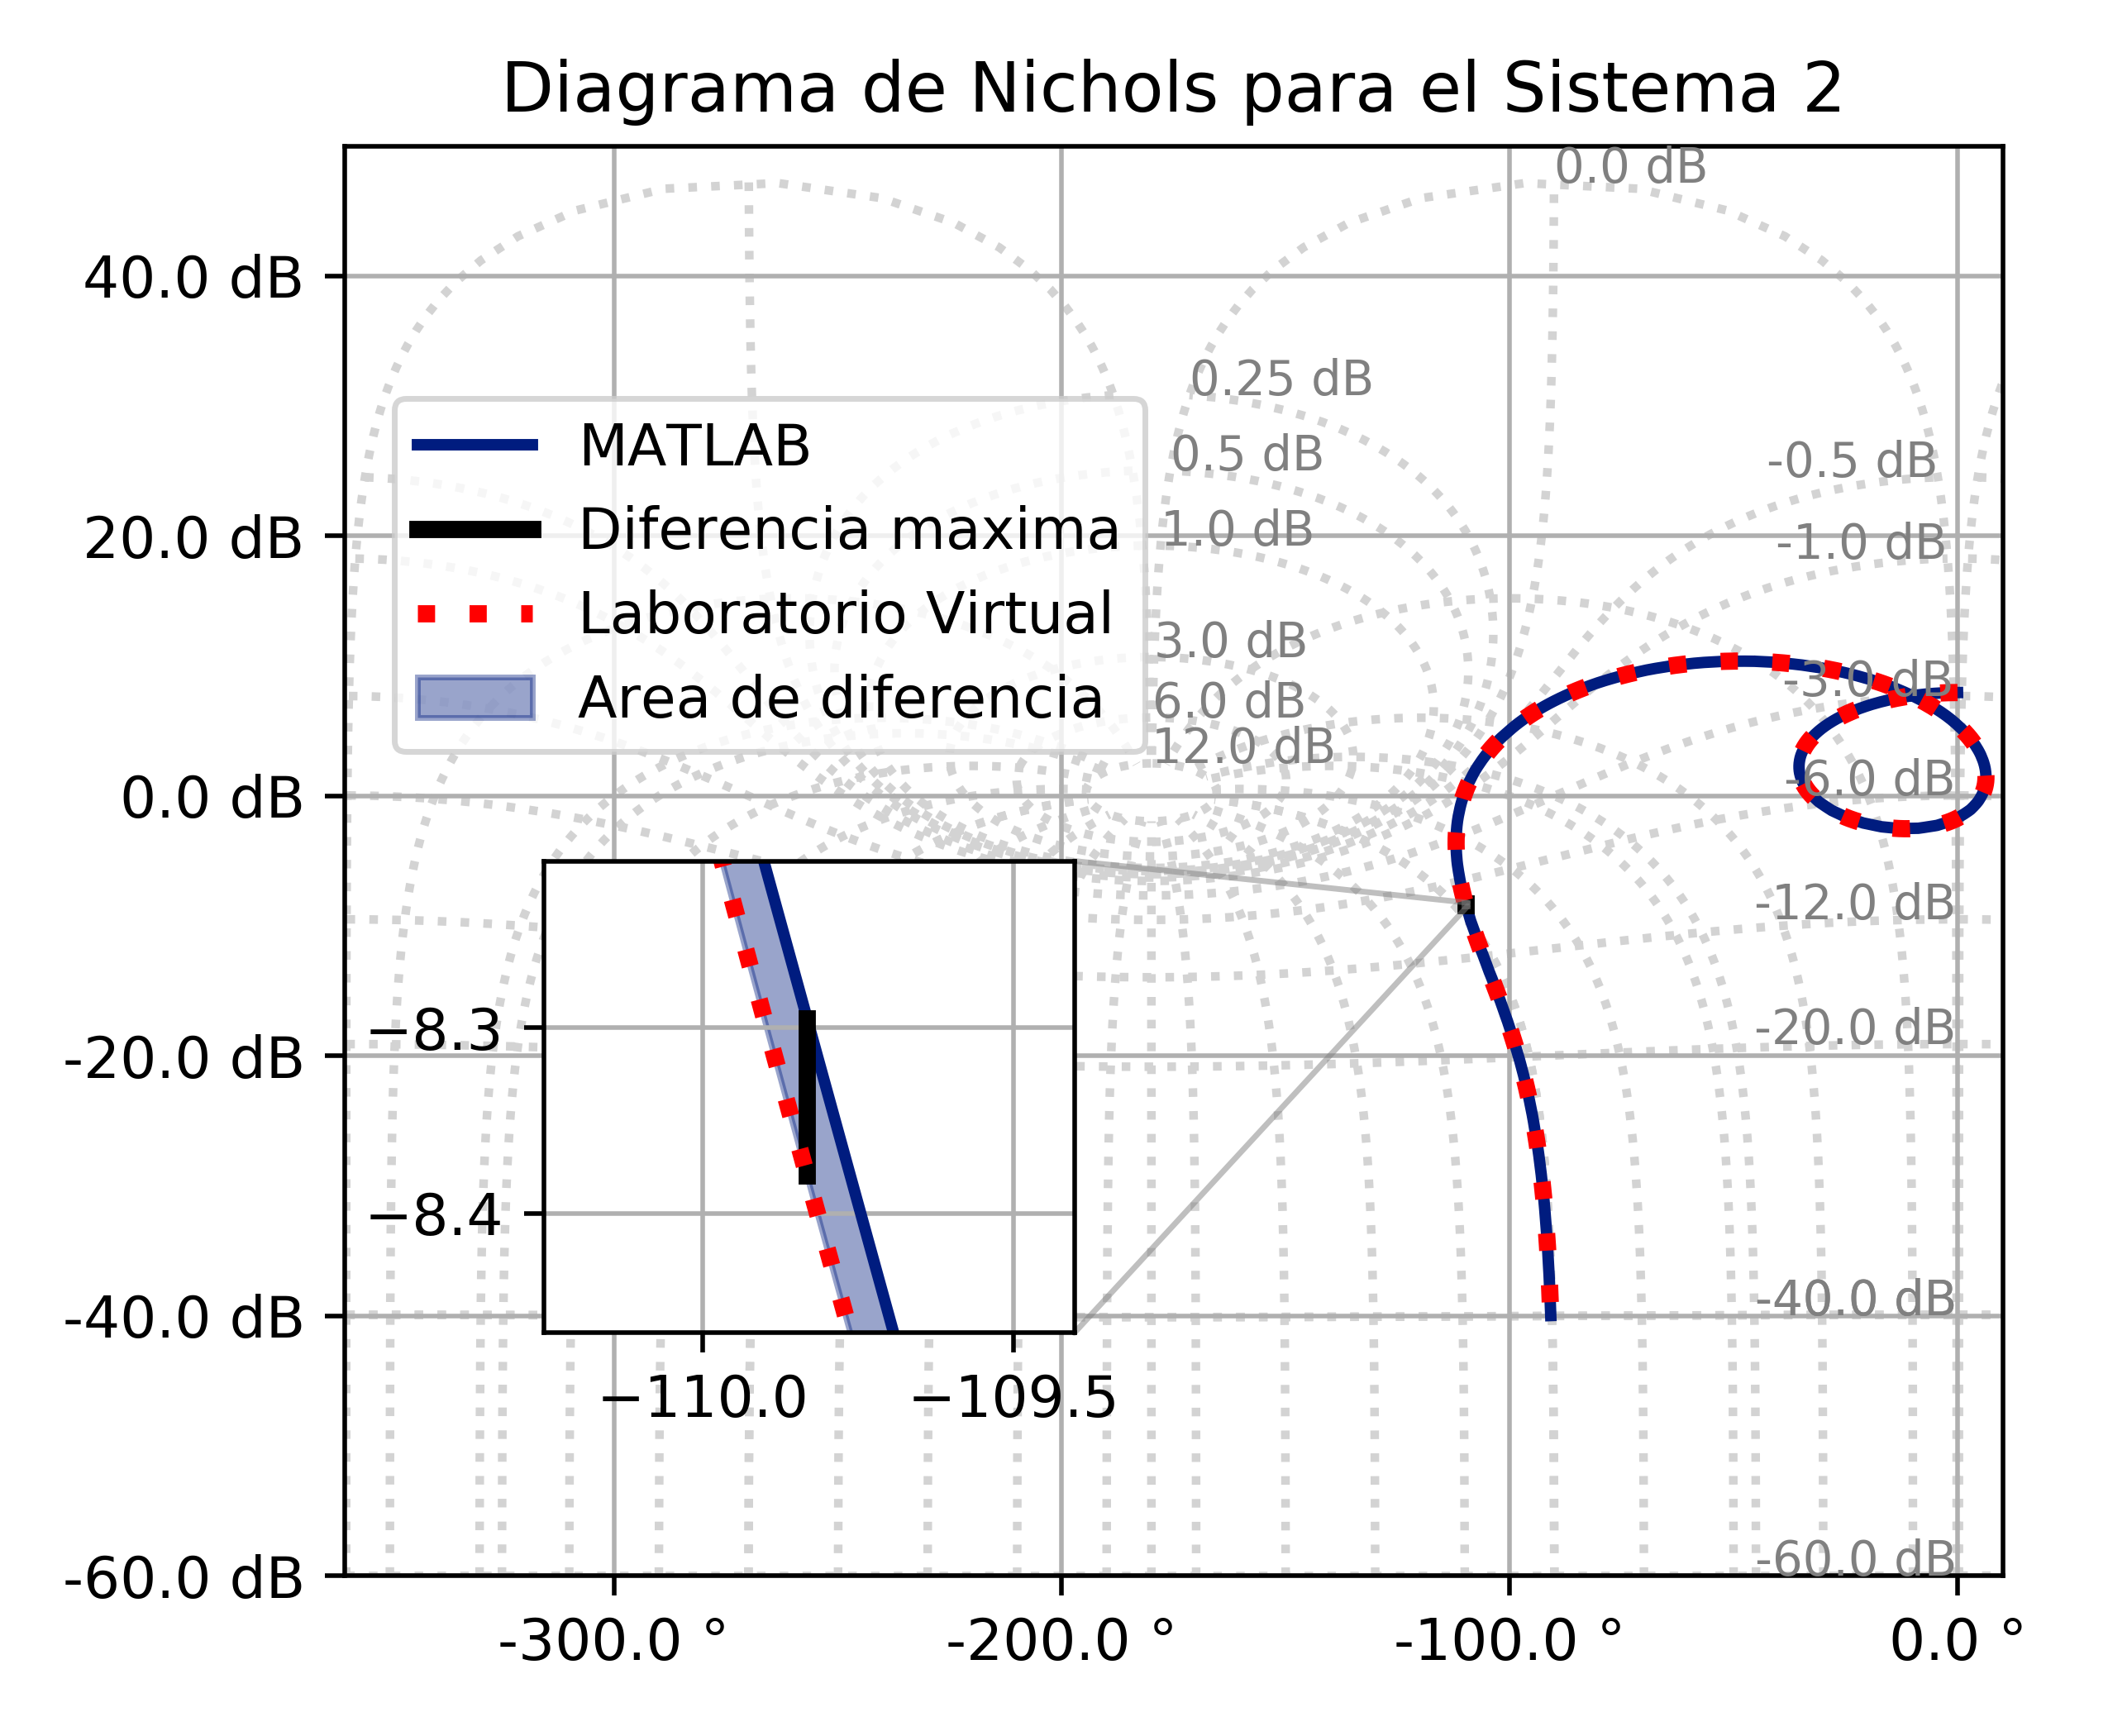 Diagrama de Nichols para el Sistema 2
0.0 dB
40.0 dB
0.25 dB
0.5 dB
-0.5 dB
MATLAB
20.0 dB
Diferencia maxima
1.0 dB
-1.0 dB
Laboratorio Virtual
3.0 dB
-3.0 dB
Area de diferencia
6.0 dB
12.0 dB
0.0 dB
-6.0 dB
-12.0 dB
−8.3
-20.0 dB
-20.0 dB
−8.4
-40.0 dB
-40.0 dB
−110.0
−109.5
-60.0 dB
-60.0 dB
-300.0 °
-200.0 °
-100.0 °
0.0 °